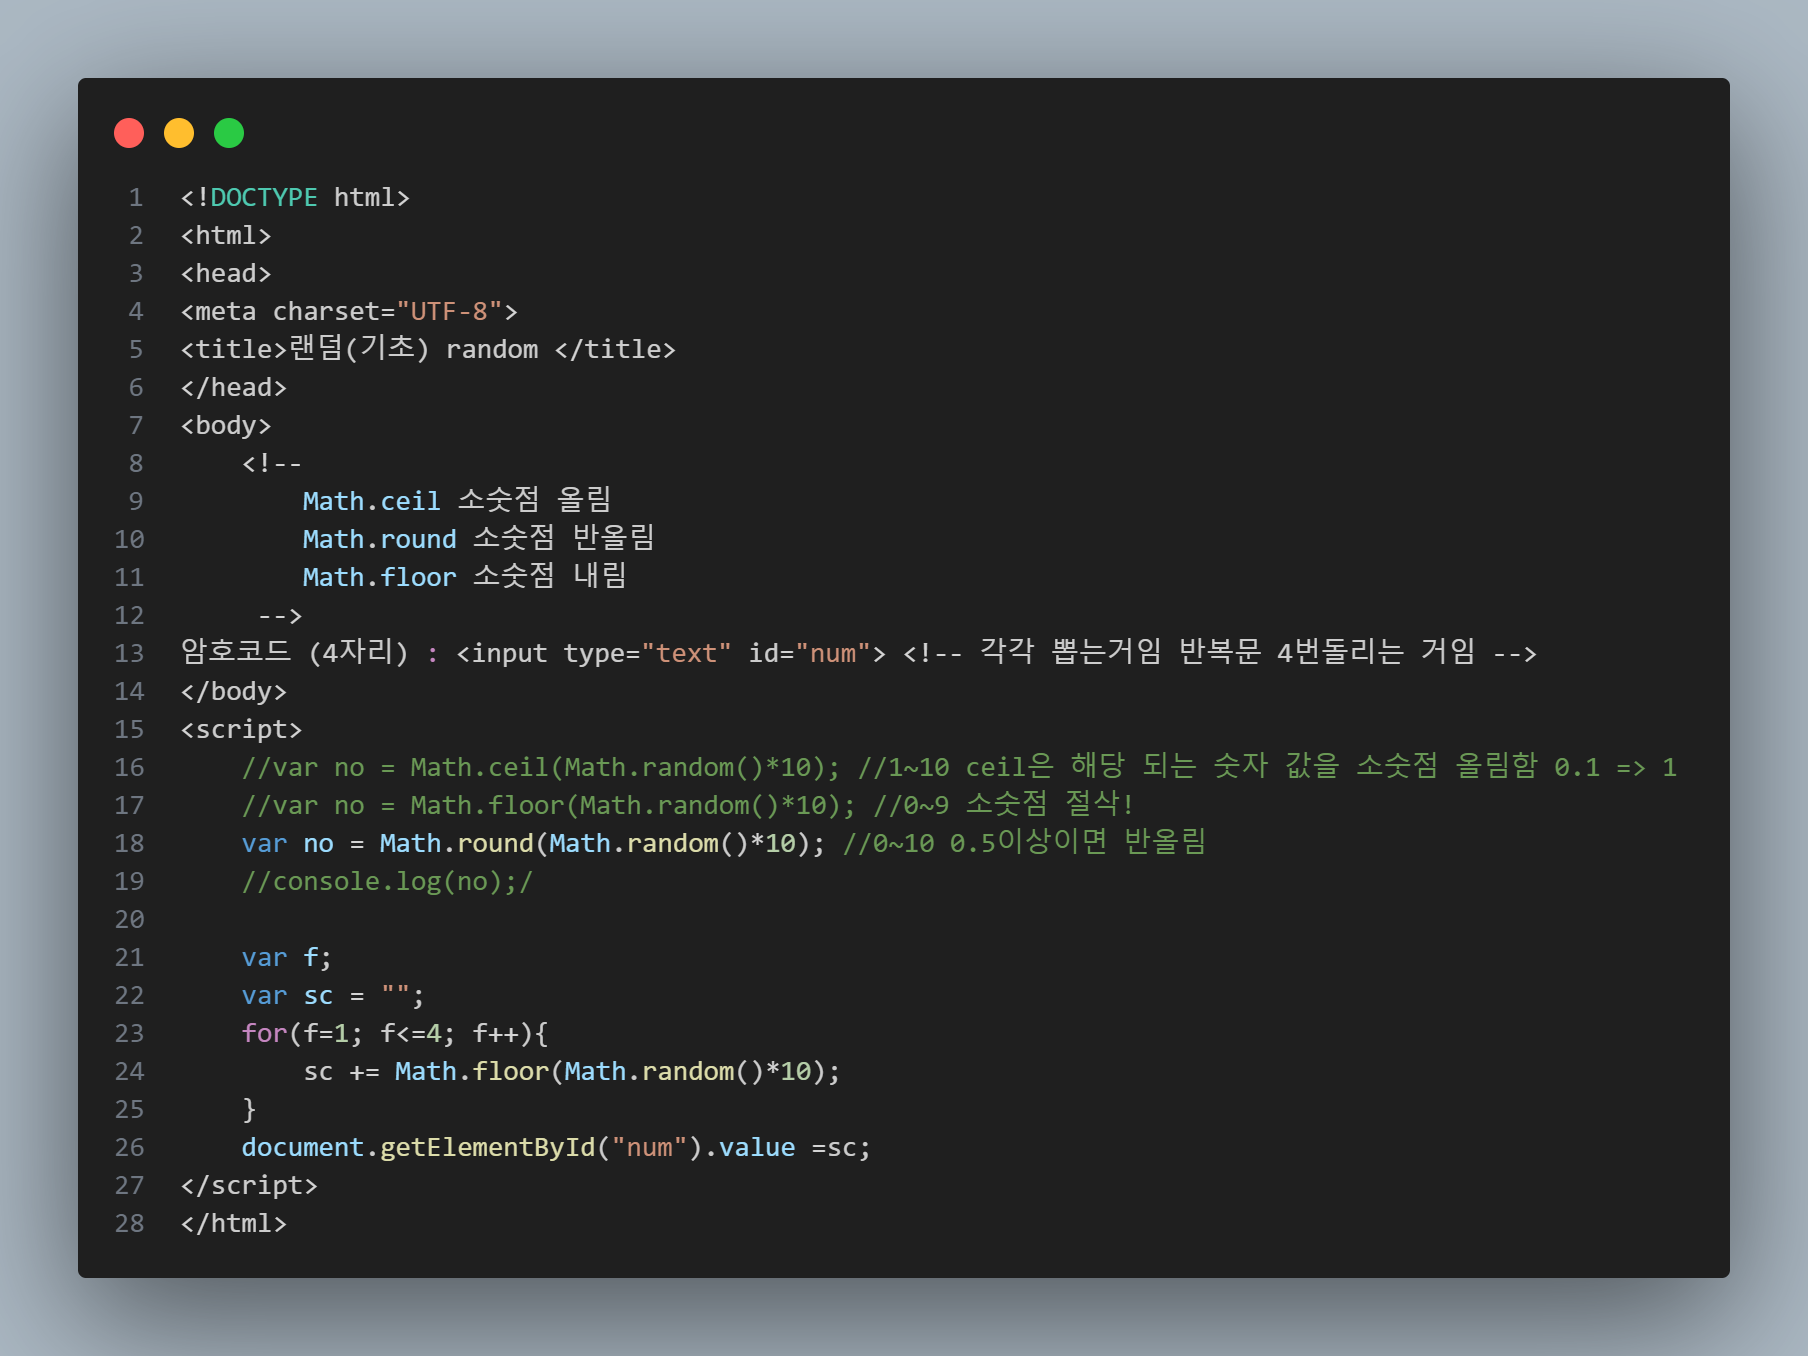 1 <!DOCTYPE html>
2 <html>
3 <head>
4 <meta charset="UTF-8">
5 <title>랜덤(기초) random </title>
6 </head>
7 <body>
8     <!--
9         Math.ceil 소숫점 올림
10         Math.round 소숫점 반올림
11         Math.floor 소숫점 내림
12      -->
13 암호코드 (4자리) : <input type="text" id="num"> <!-- 각각 뽑는거임 반복문 4번돌리는 거임 -->
14 </body>
15 <script>
16     //var no = Math.ceil(Math.random()*10); //1~10 ceil은 해당 되는 숫자 값을 소숫점 올림함 0.1 => 1
17     //var no = Math.floor(Math.random()*10); //0~9 소숫점 절삭!
18     var no = Math.round(Math.random()*10); //0~10 0.5이상이면 반올림
19     //console.log(no);/
20
21     var f;
22     var sc = "";
23     for(f=1; f<=4; f++){
24         sc += Math.floor(Math.random()*10);
25     }
26     document.getElementById("num").value =sc;
27 </script>
28 </html>